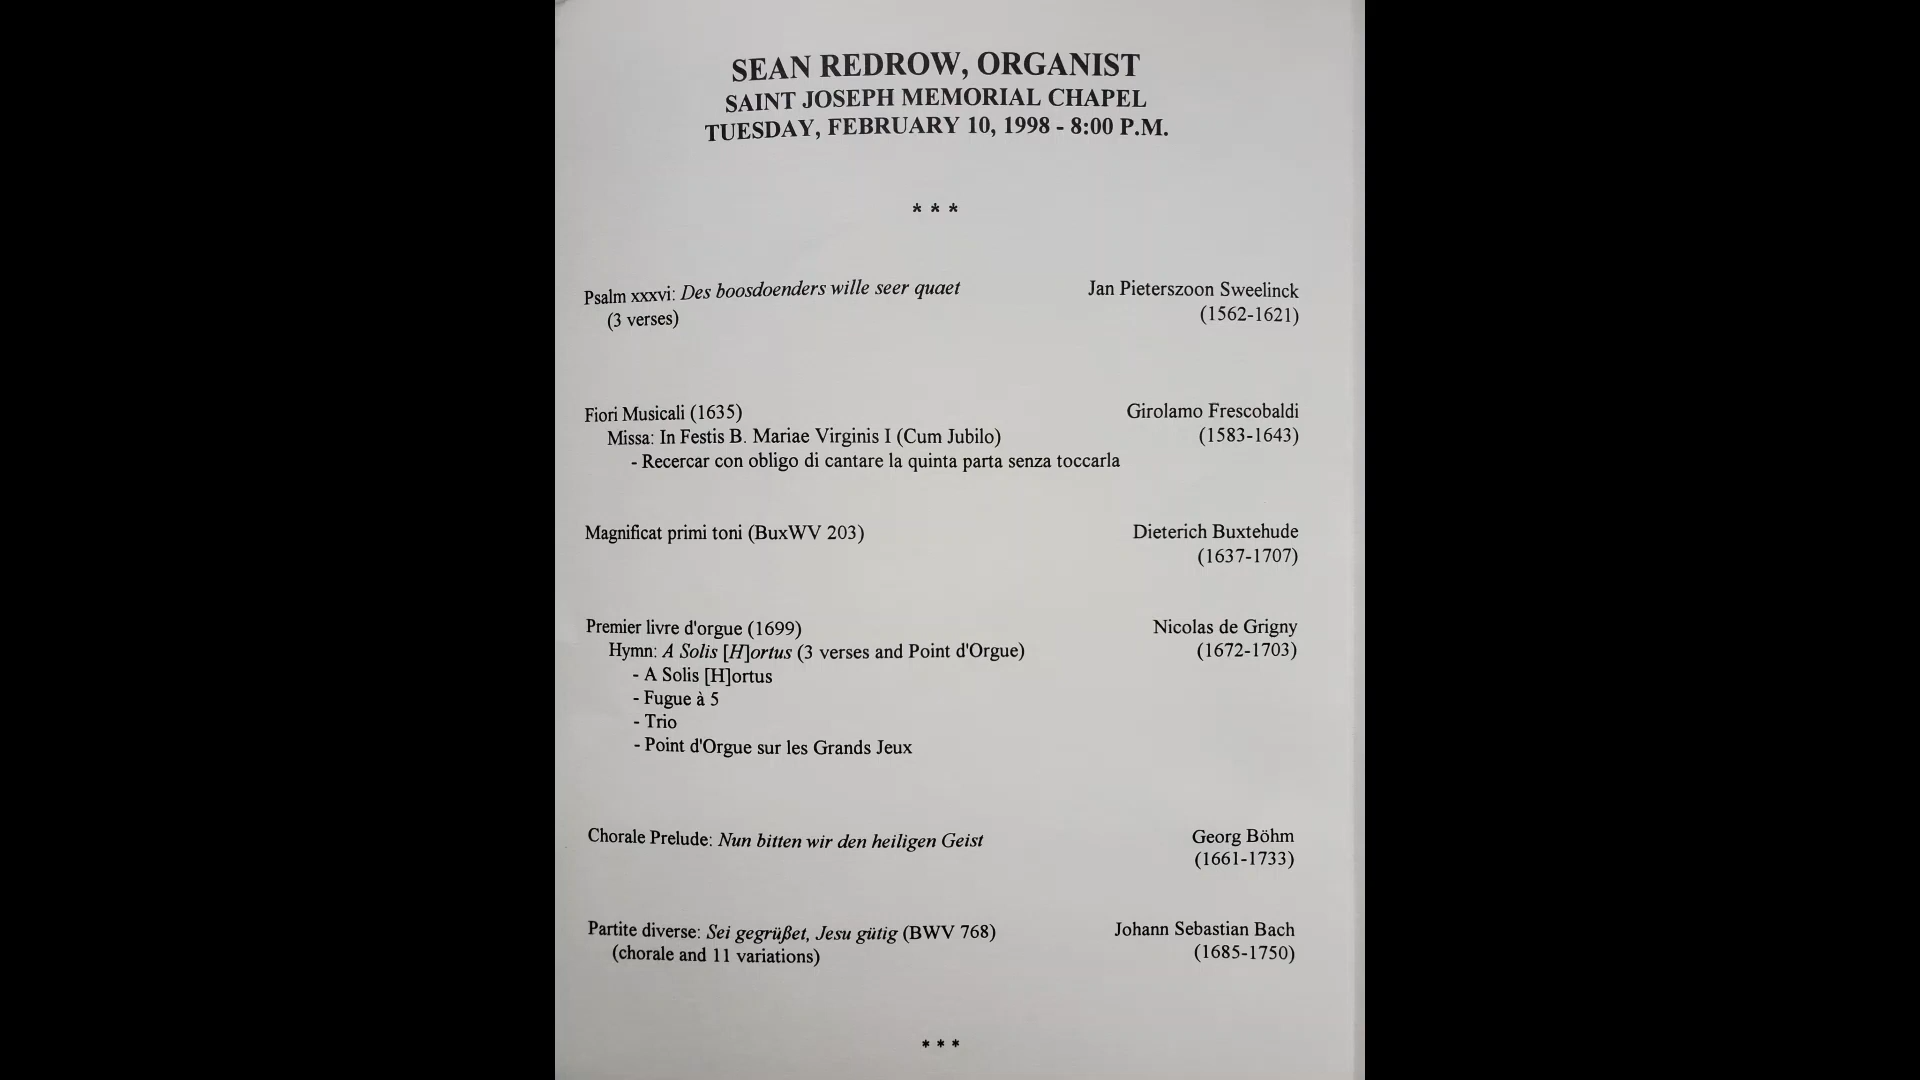 SEAN REDROW, ORGANIST
SAINT JOSEPH MEMORIAL CHAPEL
TUESDAY, FEBRUARY 10, 1998 - 8:00 P.M.
* * *
Psalm xxxvi: Des boosdoenders wille seer quaet Jan Pieterszoon Sweelinck
(3 verses) (1562-1621)
Fiori Musicali (1635) Girolamo Frescobaldi
Missa: In Festis B. Mariae Virginis I (Cum Jubilo) (1583-1643)
- Recercar con obligo di cantare la quinta parta senza toccarla
Magnificat primi toni (BuxWV 203) Dieterich Buxtehude
(1637-1707)
Premier livre d'orgue (1699) Nicolas de Grigny
Hymn: A Solis [H]ortus (3 verses and Point d'Orgue) (1672-1703)
- A Solis [H]ortus
- Fugue à 5
- Trio
- Point d'Orgue sur les Grands Jeux
Chorale Prelude: Nun bitten wir den heiligen Geist Georg Böhm
(1661-1733)
Partite diverse: Sei gegrüßet, Jesu gütig (BWV 768) Johann Sebastian Bach
(chorale and 11 variations) (1685-1750)
* * *